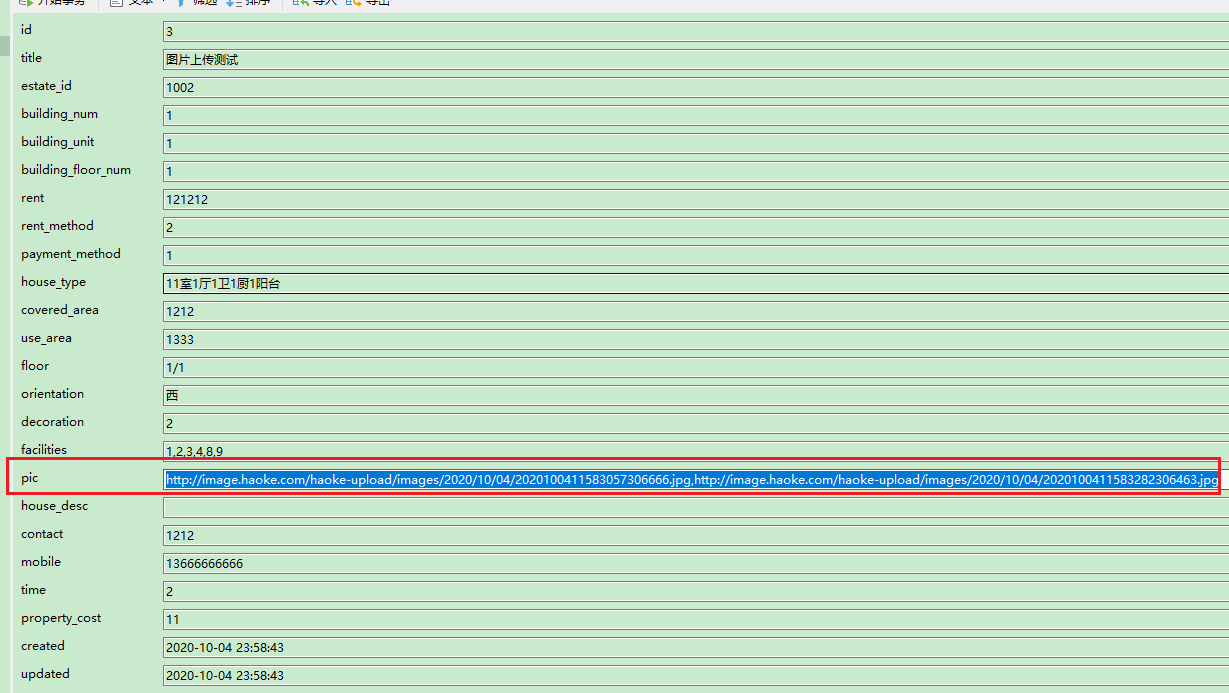 开始事务 文本 筛选 排序 导入 导出
id 3
title 图片上传测试
estate_id 1002
building_num 1
building_unit 1
building_floor_num 1
rent 121212
rent_method 2
payment_method 1
house_type 11室1厅1卫1厨1阳台
covered_area 1212
use_area 1333
floor 1/1
orientation 西
decoration 2
facilities 1,2,3,4,8,9
pic http://image.haoke.com/haoke-upload/images/2020/10/04/2020100411583057306666.jpg,http://image.haoke.com/haoke-upload/images/2020/10/04/2020100411583282306463.jpg
house_desc
contact 1212
mobile 13666666666
time 2
property_cost 11
created 2020-10-04 23:58:43
updated 2020-10-04 23:58:43